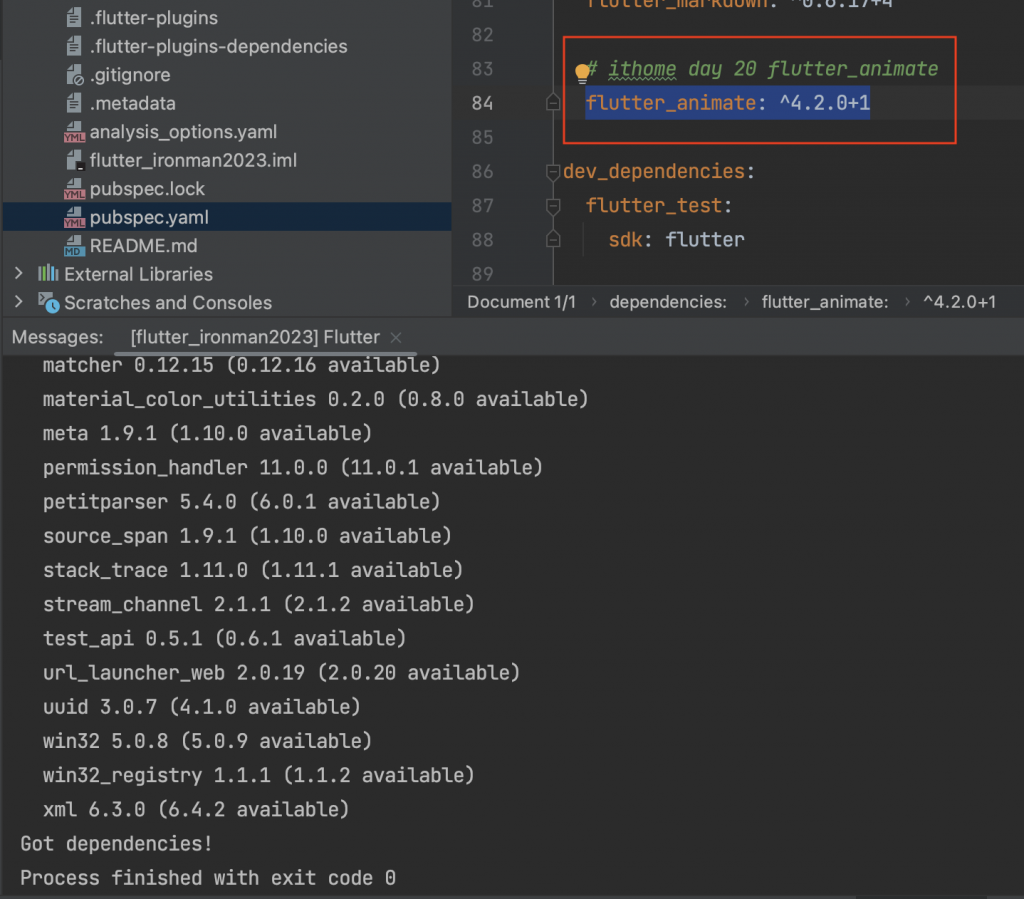 .flutter-plugins
.flutter-plugins-dependencies
.gitignore
.metadata
YML analysis_options.yaml
flutter_ironman2023.iml
YML pubspec.lock
YML pubspec.yaml
MD README.md
External Libraries
Scratches and Consoles
81 flutter_markdown: ^0.6.17+4
82
83 # ithome day 20 flutter_animate
84 flutter_animate: ^4.2.0+1
85
86 dev_dependencies:
87 flutter_test:
88 sdk: flutter
89
Document 1/1 › dependencies: › flutter_animate: › ^4.2.0+1
Messages: [flutter_ironman2023] Flutter ×
matcher 0.12.15 (0.12.16 available)
material_color_utilities 0.2.0 (0.8.0 available)
meta 1.9.1 (1.10.0 available)
permission_handler 11.0.0 (11.0.1 available)
petitparser 5.4.0 (6.0.1 available)
source_span 1.9.1 (1.10.0 available)
stack_trace 1.11.0 (1.11.1 available)
stream_channel 2.1.1 (2.1.2 available)
test_api 0.5.1 (0.6.1 available)
url_launcher_web 2.0.19 (2.0.20 available)
uuid 3.0.7 (4.1.0 available)
win32 5.0.8 (5.0.9 available)
win32_registry 1.1.1 (1.1.2 available)
xml 6.3.0 (6.4.2 available)
Got dependencies!
Process finished with exit code 0